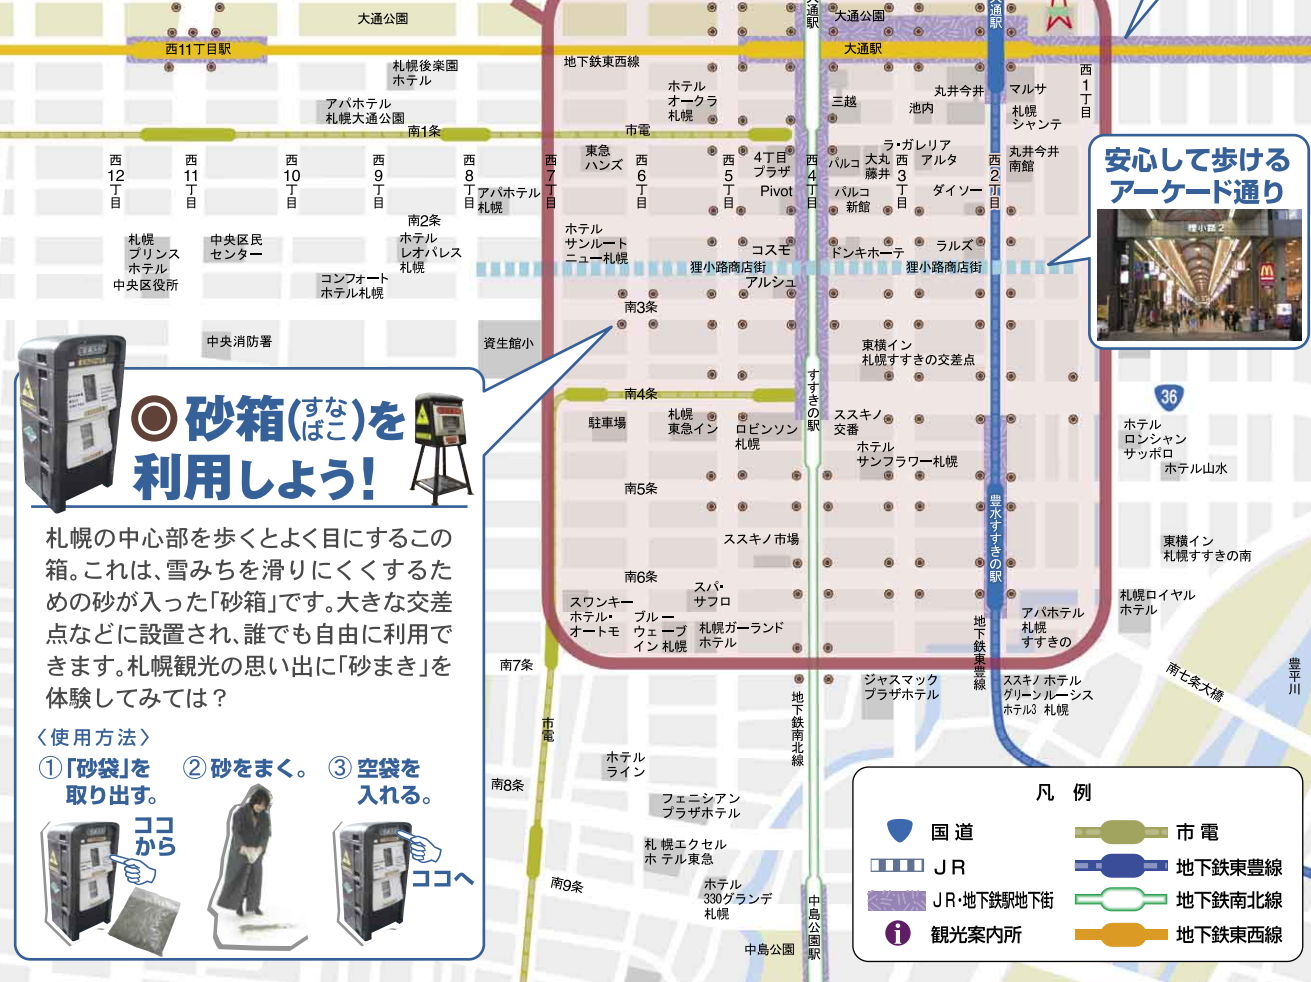 大通公園
大通駅
大通公園
大通駅
西11丁目駅
地下鉄東西線
大通駅
札幌後楽園
ホテル
アパホテル
札幌大通公園
ホテル
オークラ
札幌
三越
池内
丸井今井
マルサ
札幌
シャンテ
西1丁目
南1条
市電
西12丁目
西11丁目
西10丁目
西9丁目
西8丁目
西7丁目
西6丁目
西5丁目
西4丁目
西3丁目
西2丁目
東急
ハンズ
4丁目
プラザ
Pivot
パルコ
大丸
藤井
ラ・ガレリア
アルタ
丸井今井
南館
パルコ
新館
ダイソー
アパホテル
札幌
南2条
札幌
プリンス
ホテル
中央区役所
中央区民
センター
ホテル
レオパレス
札幌
コンフォート
ホテル札幌
ホテル
サンルート
ニュー札幌
コスモ
ドンキホーテ
ラルズ
狸小路商店街
狸小路商店街
アルシュ
安心して歩ける
アーケード通り
狸小路2
南3条
中央消防署
資生館小
東横イン
札幌すすきの交差点
すすきの駅
南4条
駐車場
札幌
東急イン
ロビンソン
札幌
ススキノ
交番
ホテル
サンフラワー札幌
36
ホテル
ロンシャン
サッポロ
ホテル山水
南5条
ススキノ市場
豊水すすきの駅
東横イン
札幌すすきの南
南6条
スパ・
サフロ
スワンキー
ホテル・
オートモ
ブルー
ウェーブ
イン札幌
札幌ガーランド
ホテル
アパホテル
札幌
すすきの
札幌ロイヤル
ホテル
地下鉄東豊線
南7条
ジャスマック
プラザホテル
ススキノ
グリーン
ホテル3
ホテル
ルーシス
札幌
南七条大橋
豊平川
市電
地下鉄南北線
ホテル
ライン
南8条
フェニシアン
プラザホテル
札幌エクセル
ホテル東急
南9条
ホテル
330グランデ
札幌
中島公園
中島公園駅
砂箱(すなばこ)を
利用しよう!
札幌の中心部を歩くとよく目にするこの
箱。これは、雪みちを滑りにくくするた
めの砂が入った「砂箱」です。大きな交差
点などに設置され、誰でも自由に利用で
きます。札幌観光の思い出に「砂まき」を
体験してみては?
〈使用方法〉
①「砂袋」を
取り出す。
②砂をまく。
③空袋を
入れる。
ココ
から
ココへ
凡 例
国道
JR
JR・地下鉄駅地下街
観光案内所
市電
地下鉄東豊線
地下鉄南北線
地下鉄東西線